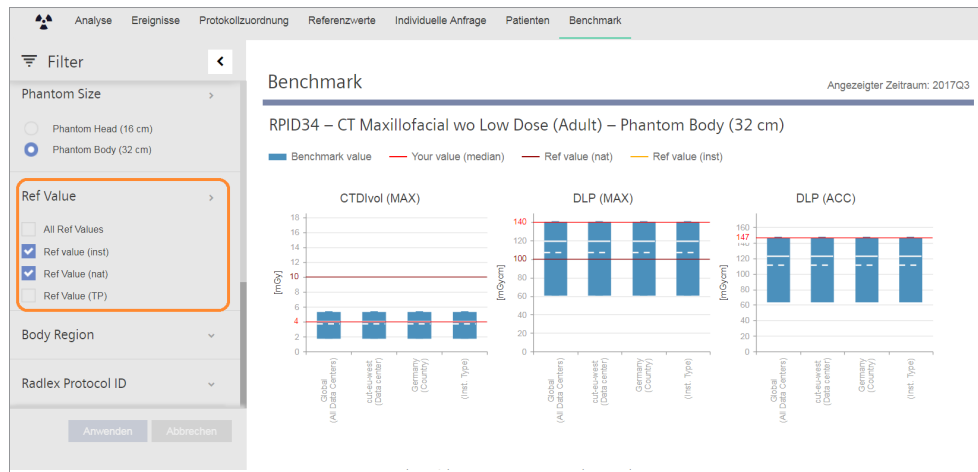 Analyse Ereignisse Protokollzuordnung Referenzwerte Individuelle Anfrage Patienten Benchmark
Filter
Phantom Size
Phantom Head (16 cm)
Phantom Body (32 cm)
Ref Value
All Ref Values
Ref value (inst)
Ref Value (nat)
Ref Value (TP)
Body Region
Radlex Protocol ID
Anwenden Abbrechen
Benchmark
Angezeigter Zeitraum: 2017Q3
RPID34 – CT Maxillofacial wo Low Dose (Adult) – Phantom Body (32 cm)
Benchmark value Your value (median) Ref value (nat) Ref value (inst)
CTDIvol (MAX)
[mGy]
18
16
14
12
10
8
6
4
2
0
Global
(All Data Centers)
cut-eu-west
(Data center)
Germany
(Country)
(Inst. Type)
DLP (MAX)
[mGycm]
140
120
100
80
60
40
20
0
Global
(All Data Centers)
cut-eu-west
(Data center)
Germany
(Country)
(Inst. Type)
DLP (ACC)
[mGycm]
160
147
140
120
100
80
60
40
20
0
Global
(All Data Centers)
cut-eu-west
(Data center)
Germany
(Country)
(Inst. Type)